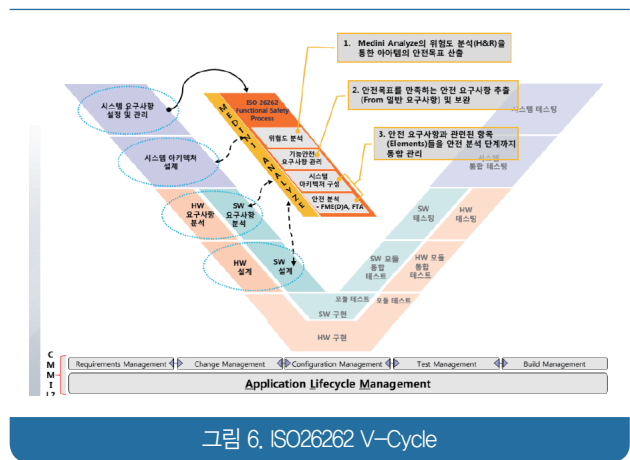 1. Medini Analyze의 위험도 분석(H&R)을
통한 아이템의 안전목표 산출
2. 안전목표를 만족하는 안전 요구사항 추출
(From 일반 요구사항) 및 보완
3. 안전 요구사항과 관련된 항목
(Elements)들을 안전 분석 단계까지
통합 관리
시스템 요구사항
설정 및 관리
ISO 26262
Functional Safety
Process
MEDINI ANALYZE
위험도 분석
기능안전
요구사항 관리
시스템
아키텍처 구성
안전 분석
- FME(D)A, FTA
시스템 테스팅
시스템 아키텍처
설계
시스템
통합 테스팅
HW
요구사항
분석
SW
요구사항
분석
SW
테스팅
HW
테스팅
HW
설계
SW
설계
SW 모듈
통합
테스트
HW 모듈
통합
테스트
모듈 테스트
모듈 테스트
SW 구현
HW 구현
CMMI L2
Requirements Management
Change Management
Configuration Management
Test Management
Build Management
Application Lifecycle Management
그림 6. ISO26262 V-Cycle